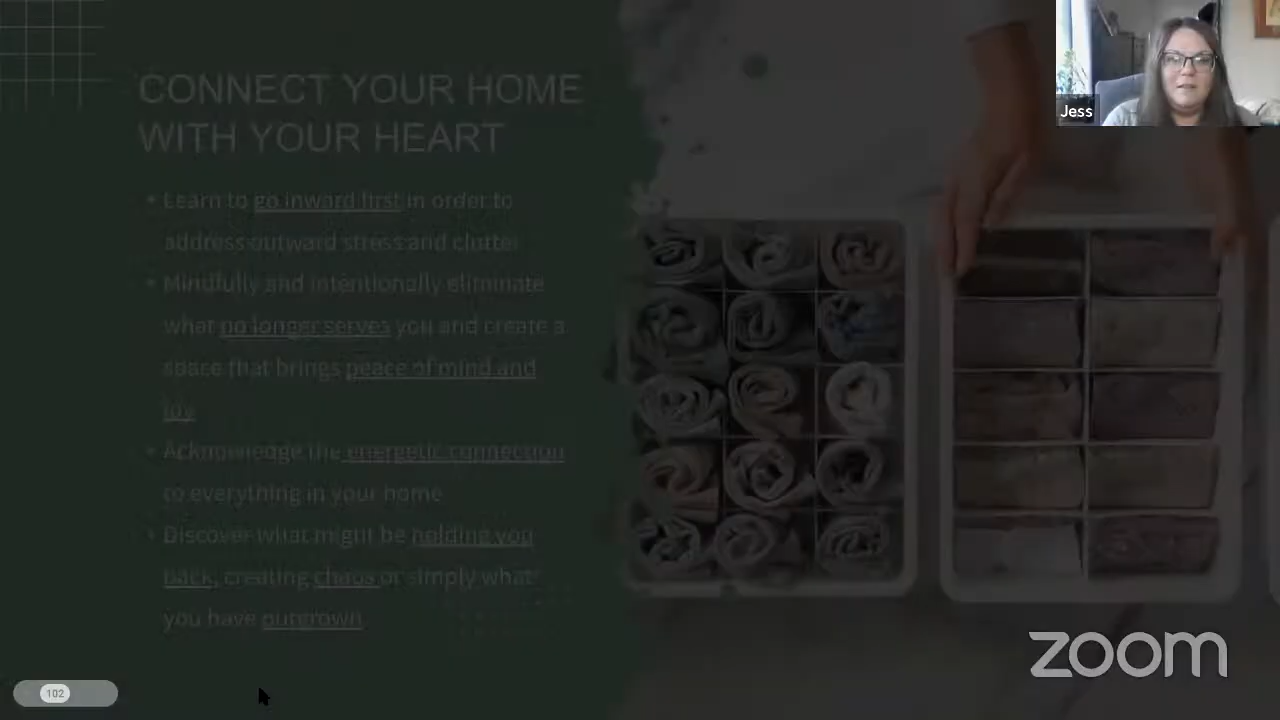 CONNECT YOUR HOME
WITH YOUR HEART
• Learn to go inward first in order to
address outward stress and clutter
• Mindfully and intentionally eliminate
what no longer serves you and create a
space that brings peace of mind and
joy
• Acknowledge the energetic connection
to everything in your home
• Discover what might be holding you
back, creating chaos or simply what
you have outgrown
Jess
zoom
102